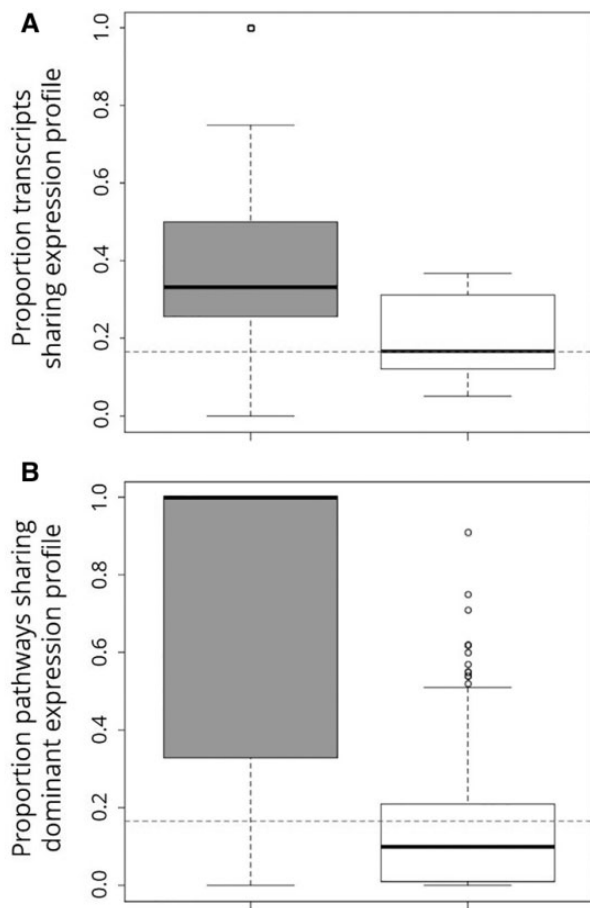 A
Proportion transcripts
sharing expression profile
1.0
0.8
0.6
0.4
0.2
0.0
B
Proportion pathways sharing
dominant expression profile
1.0
0.8
0.6
0.4
0.2
0.0